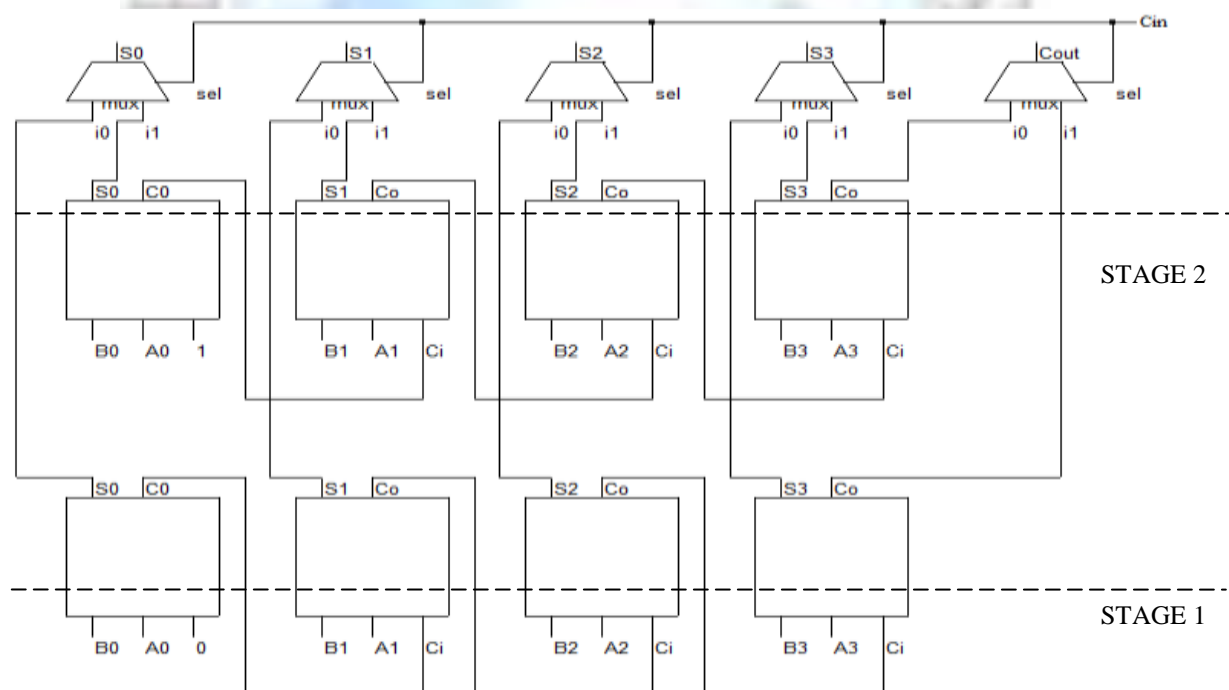 Cin
S0 S1 S2 S3 Cout
sel sel sel sel sel
mux mux mux mux mux
i0 i1 i0 i1 i0 i1 i0 i1 i0 i1
S0 C0 S1 Co S2 Co S3 Co
STAGE 2
B0 A0 1 B1 A1 Ci B2 A2 Ci B3 A3 Ci
S0 C0 S1 Co S2 Co S3 Co
STAGE 1
B0 A0 0 B1 A1 Ci B2 A2 Ci B3 A3 Ci